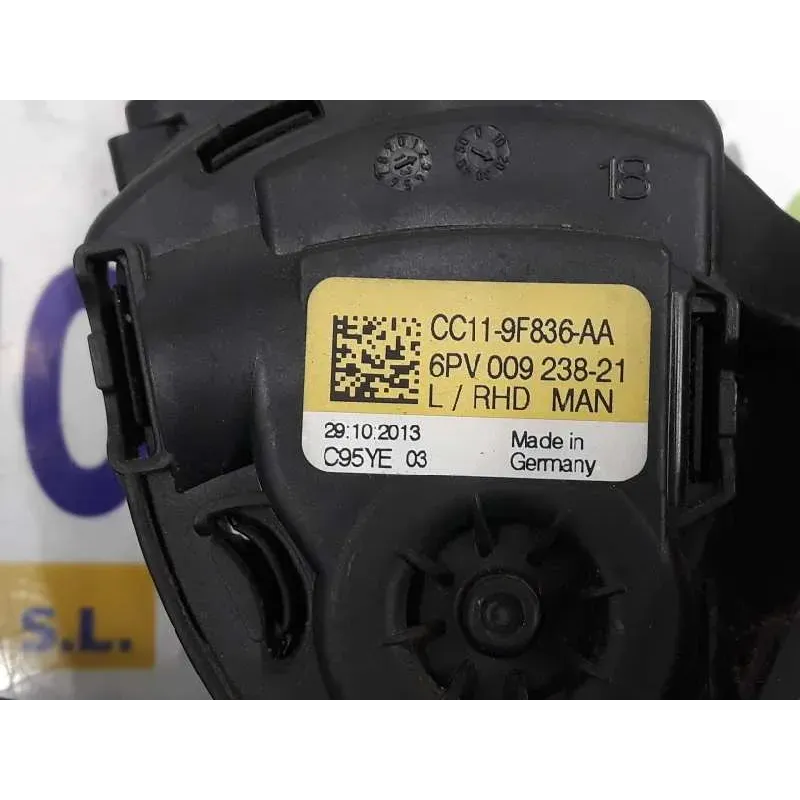 18
CC11-9F836-AA
6PV 009 238-21
L / RHD MAN
29.10.2013
C95YE 03
Made in
Germany
S.L.